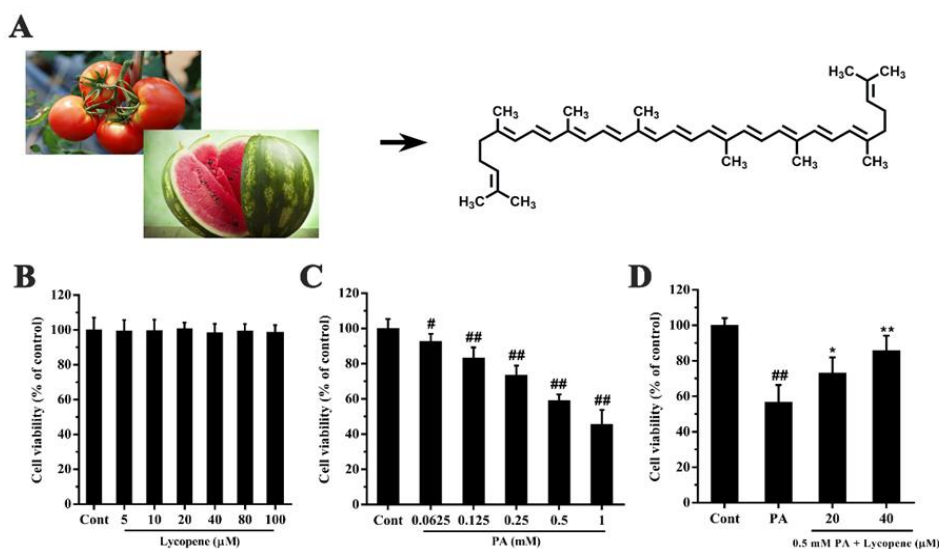 A
CH₃ CH₃ CH₃ H₃C CH₃
H₃C CH₃ CH₃ CH₃ CH₃
B
Cell viability (% of control)
120
100
80
60
40
20
0
Cont 5 10 20 40 80 100
Lycopene (μM)
C
Cell viability (% of control)
120
100
80
60
40
20
0
# ## ## ## ##
Cont 0.0625 0.125 0.25 0.5 1
PA (mM)
D
Cell viability (% of control)
120
100
80
60
40
20
0
## * **
Cont PA 20 40
0.5 mM PA + Lycopene (μM)